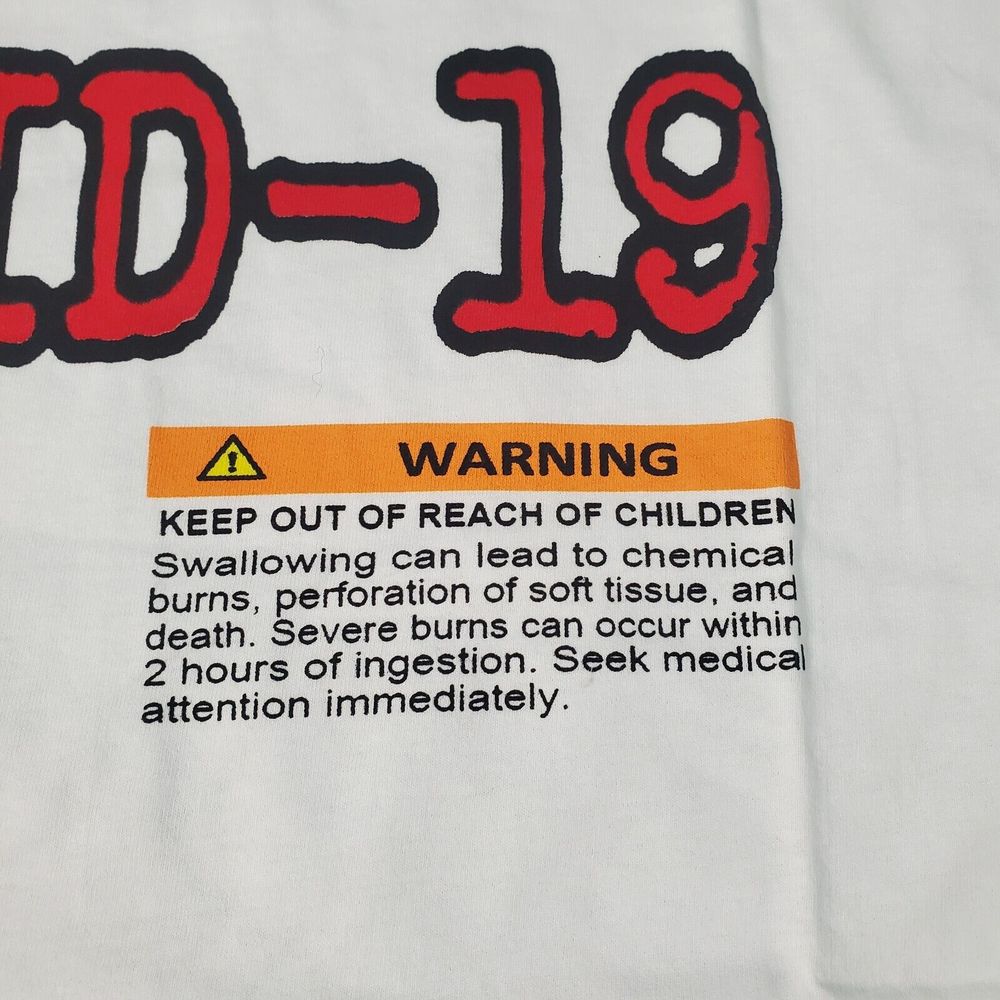 ID-19
WARNING
KEEP OUT OF REACH OF CHILDREN
Swallowing can lead to chemical
burns, perforation of soft tissue, and
death. Severe burns can occur within
2 hours of ingestion. Seek medical
attention immediately.